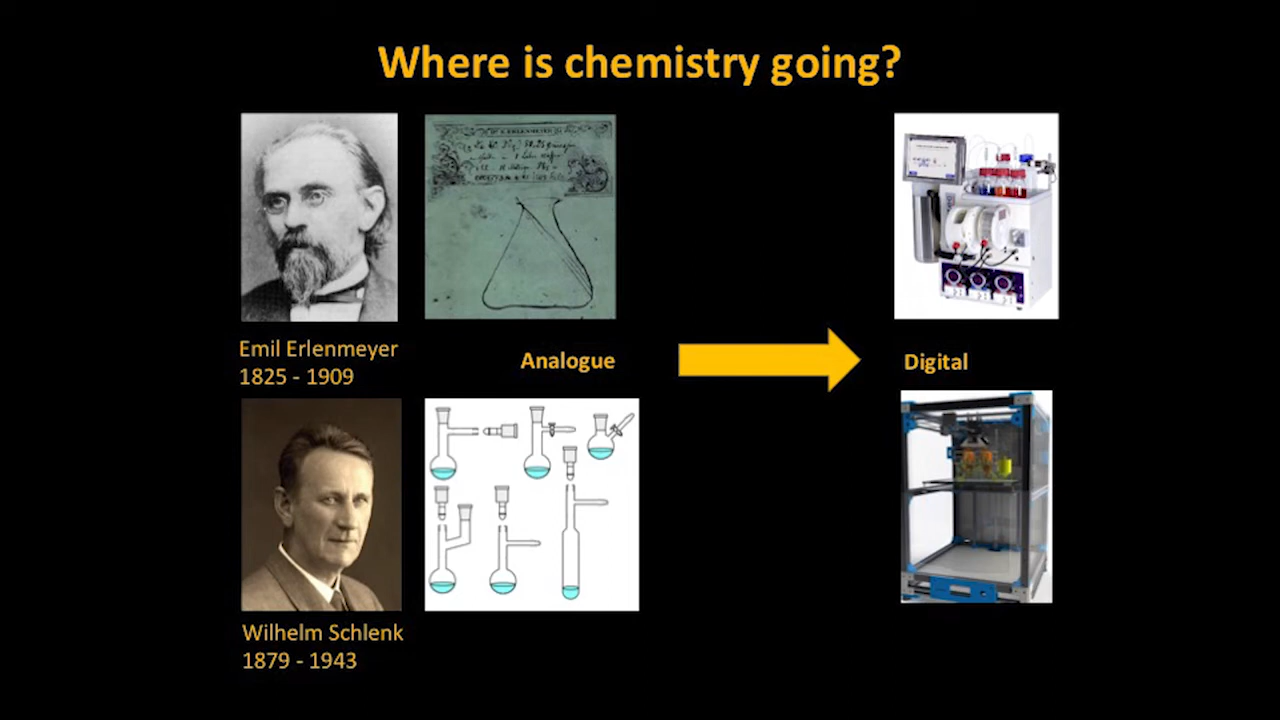 Where is chemistry going?
Emil Erlenmeyer
1825 - 1909
Analogue
Digital
Wilhelm Schlenk
1879 - 1943